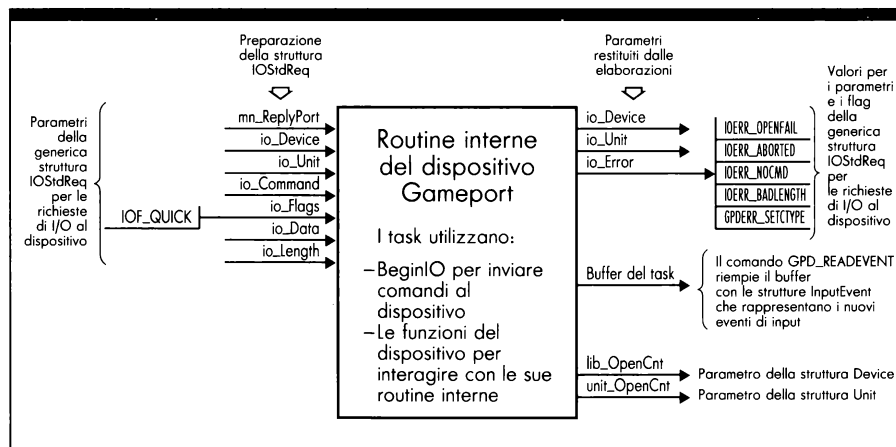 Preparazione
della struttura
IOStdReq
Parametri
restituiti dalle
elaborazioni
Parametri
della
generica
struttura
IOStdReq
per le
richieste
di I/O al
dispositivo
IOF_QUICK
mn_ReplyPort
io_Device
io_Unit
io_Command
io_Flags
io_Data
io_Length
Routine interne
del dispositivo
Gameport
I task utilizzano:
–BeginIO per inviare
comandi al
dispositivo
–Le funzioni del
dispositivo per
interagire con le sue
routine interne
io_Device
io_Unit
io_Error
IOERR_OPENFAIL
IOERR_ABORTED
IOERR_NOCMD
IOERR_BADLENGTH
GPDERR_SETCTYPE
Valori per
i parametri
e i flag
della
generica
struttura
IOStdReq
per
le richieste
di I/O al
dispositivo
Buffer del task
Il comando GPD_READEVENT
riempie il buffer
con le strutture InputEvent
che rappresentano i nuovi
eventi di input
lib_OpenCnt
Parametro della struttura Device
unit_OpenCnt
Parametro della struttura Unit